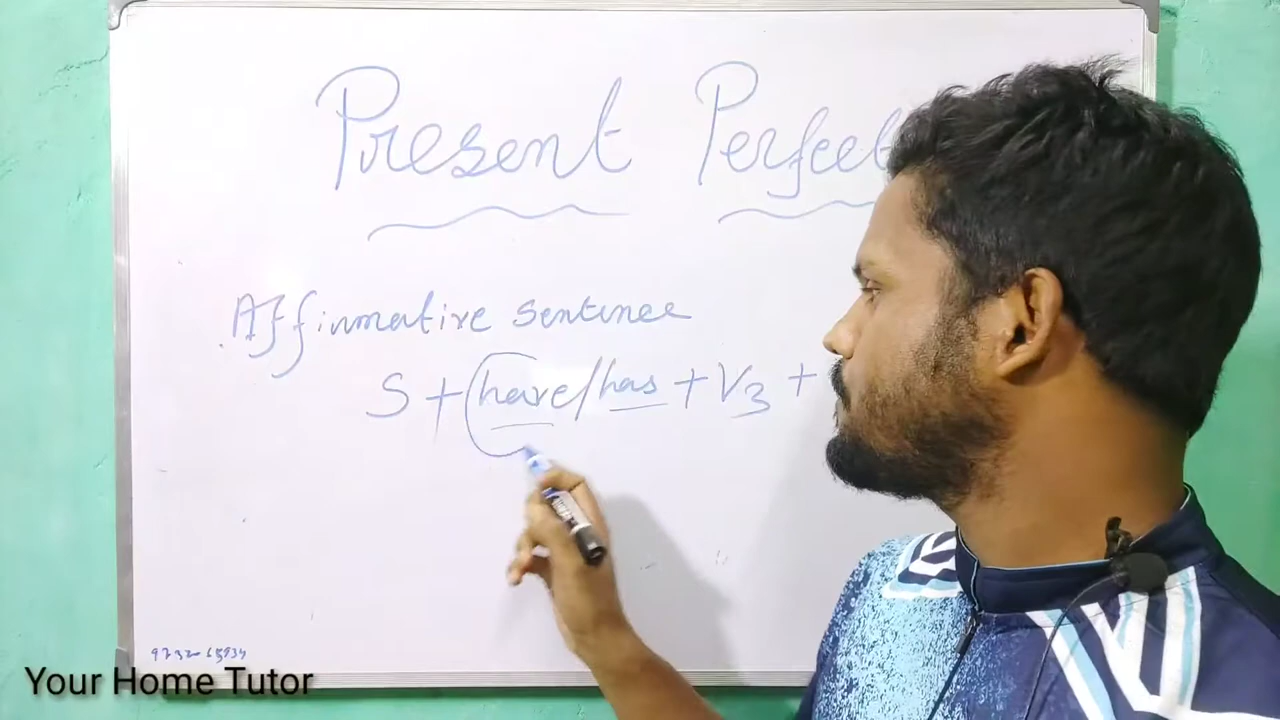 Present Perfect
Affirmative Sentence
S + have/has + V3 +
Your Home Tutor